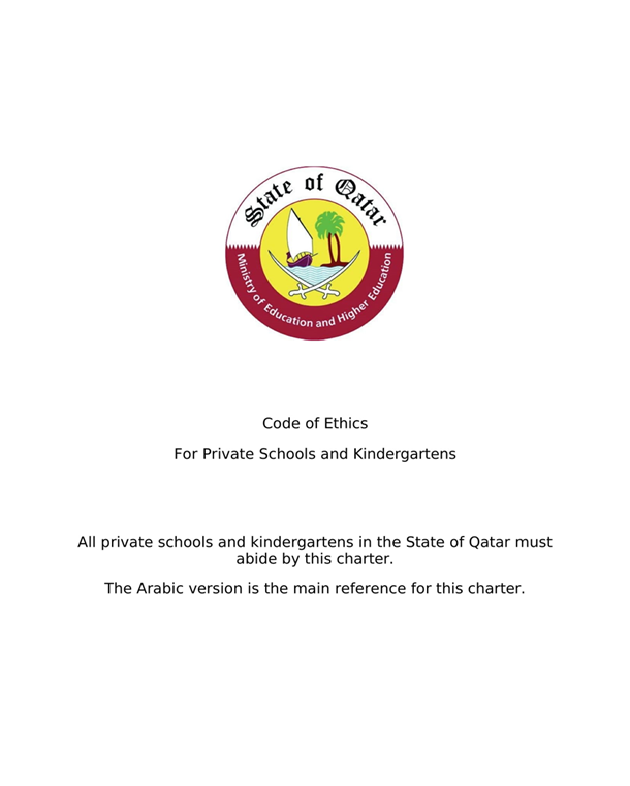 State of Qatar
Ministry of Education and Higher Education
Code of Ethics
For Private Schools and Kindergartens
All private schools and kindergartens in the State of Qatar must
abide by this charter.
The Arabic version is the main reference for this charter.